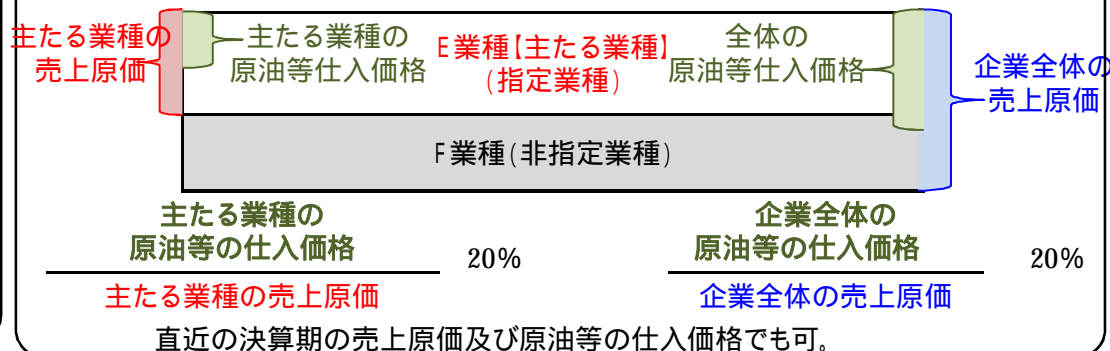 主たる業種の
売上原価
主たる業種の
原油等仕入価格
E業種【主たる業種】
(指定業種)
全体の
原油等仕入価格
企業全体の
売上原価
F業種(非指定業種)
主たる業種の
原油等の仕入価格
主たる業種の売上原価
20%
企業全体の
原油等の仕入価格
企業全体の売上原価
20%
直近の決算期の売上原価及び原油等の仕入価格でも可。